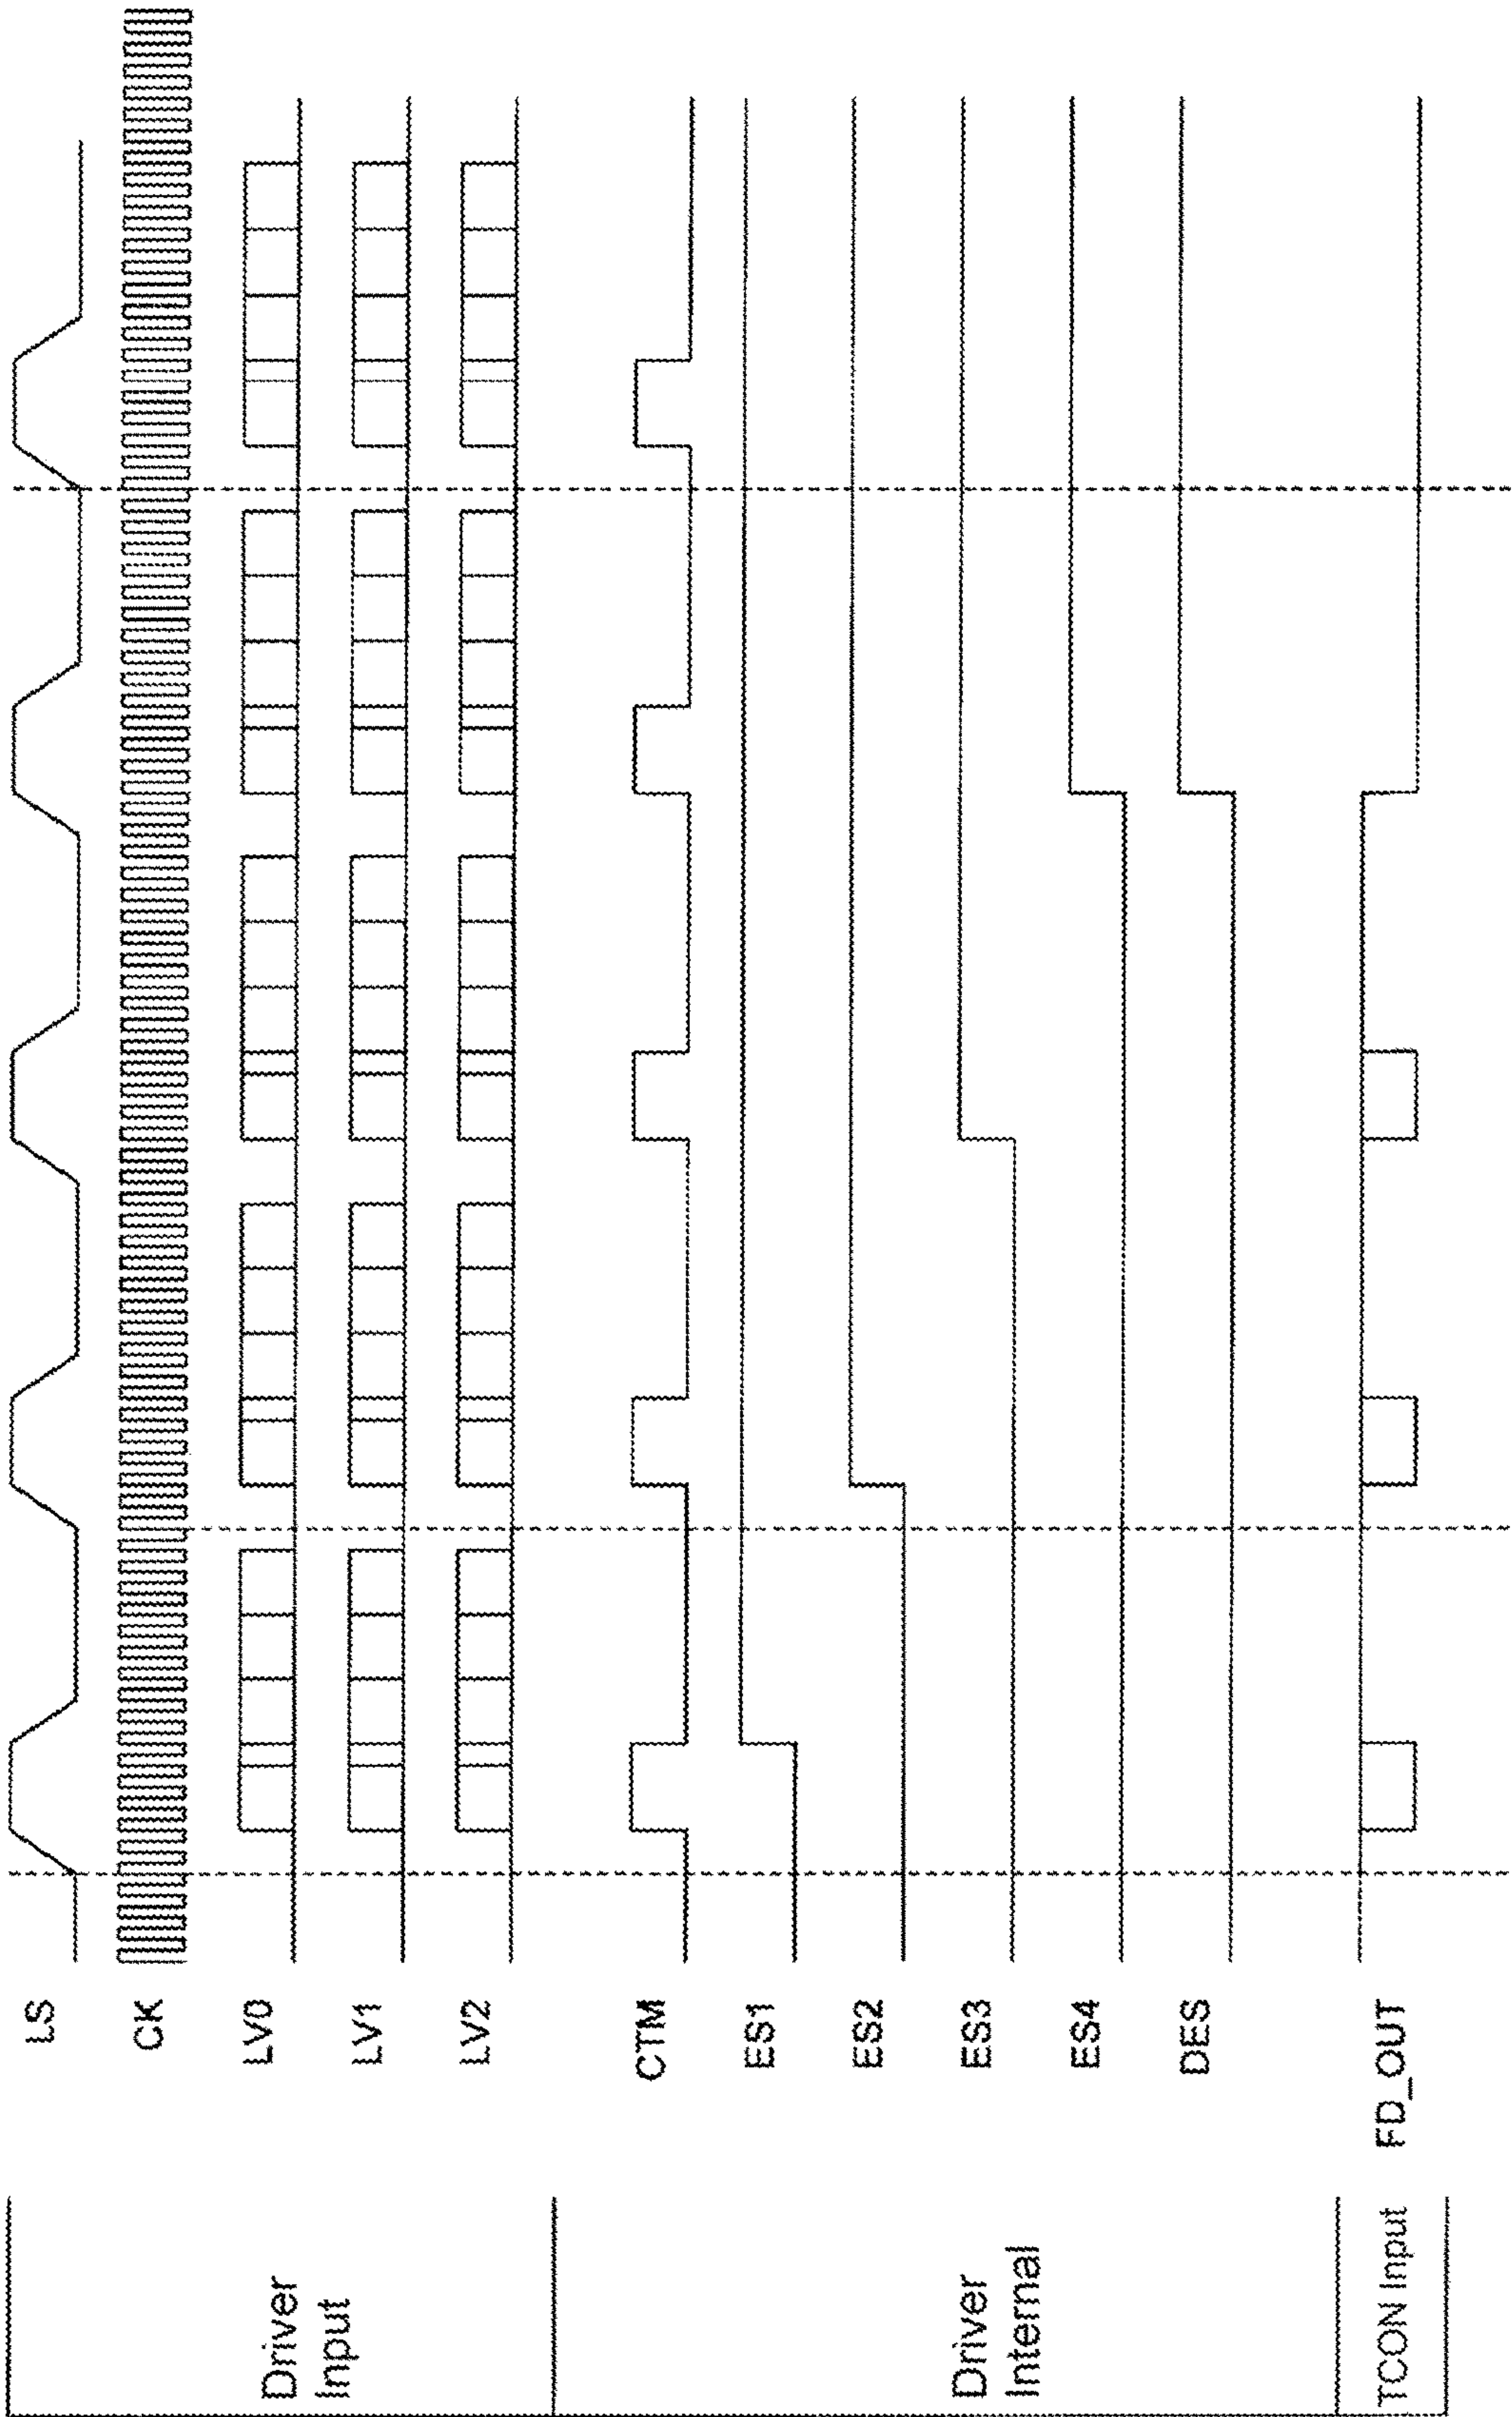 Driver
Input
LS
CK
LV0
LV1
LV2
Driver
Internal
CTM
ES1
ES2
ES3
ES4
DES
TCON Input
FD_OUT